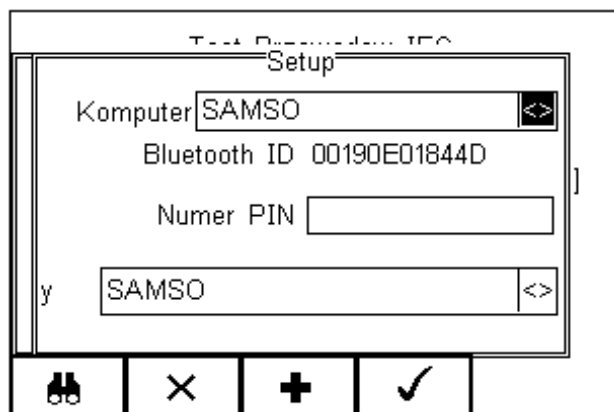 Setup
Komputer SAMSO <>
Bluetooth ID 00190E01844D
]
Numer PIN
y SAMSO <>